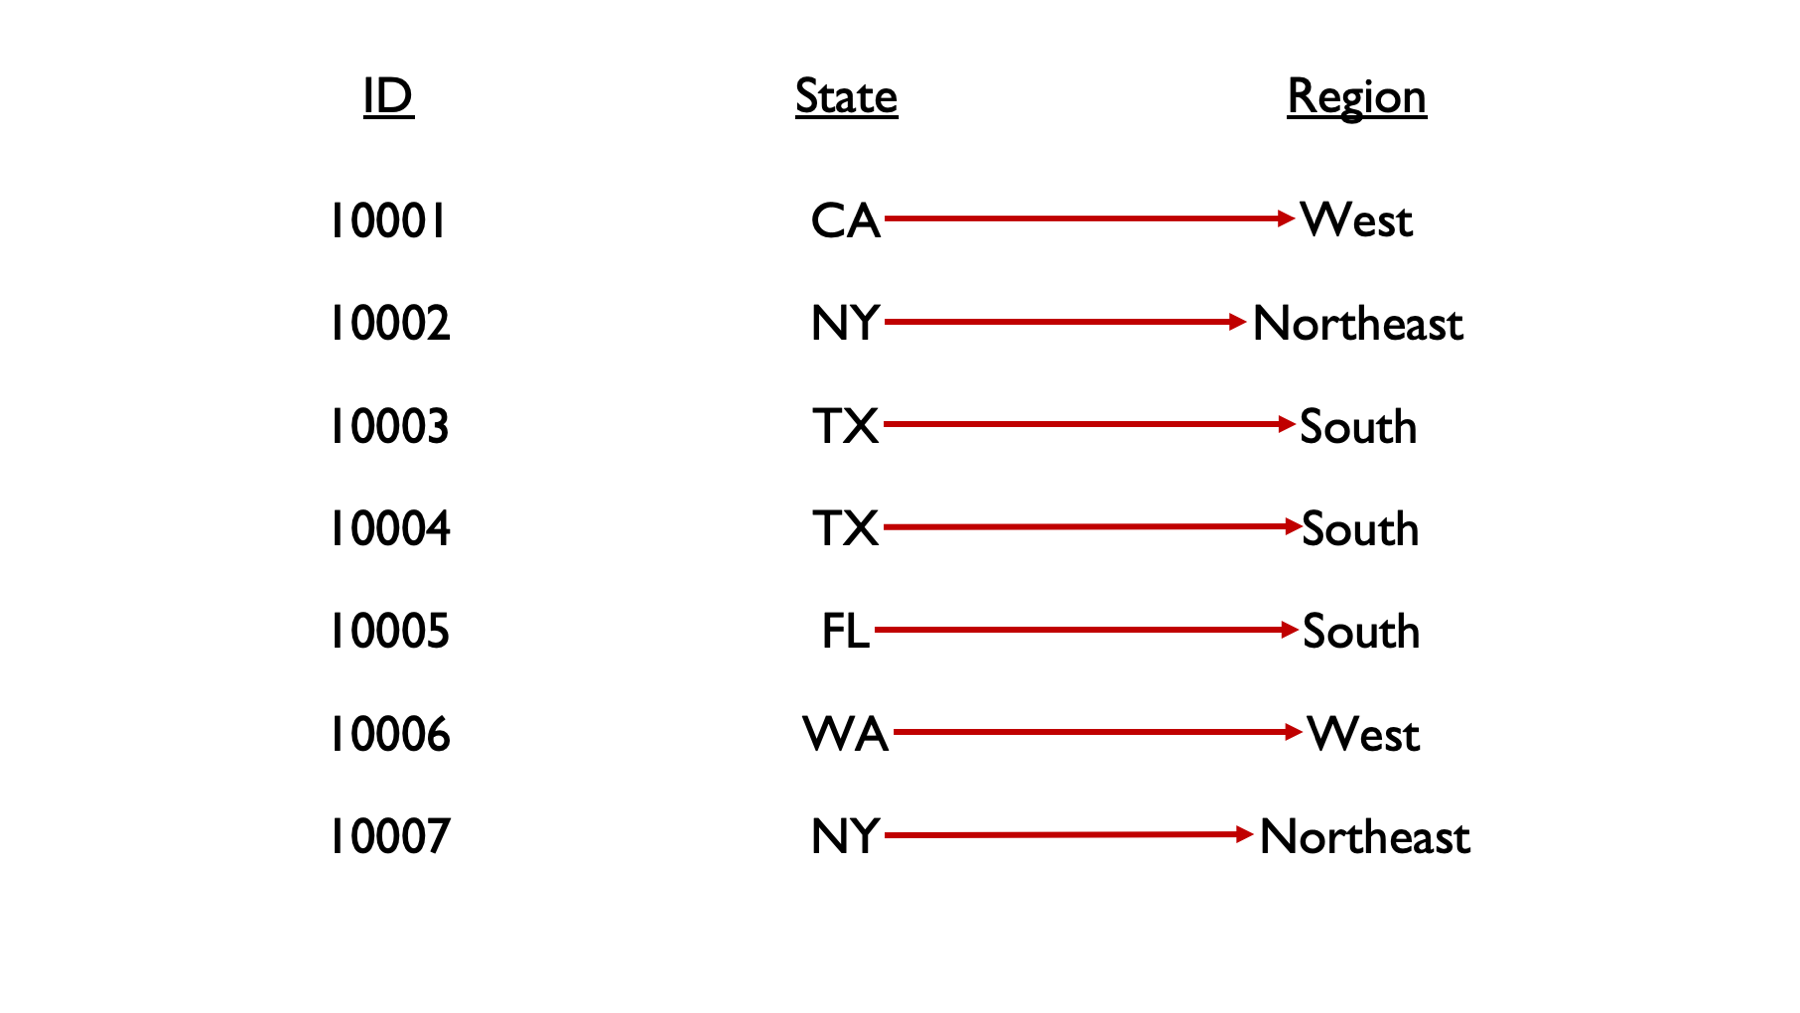 ID State Region
10001 CA West
10002 NY Northeast
10003 TX South
10004 TX South
10005 FL South
10006 WA West
10007 NY Northeast